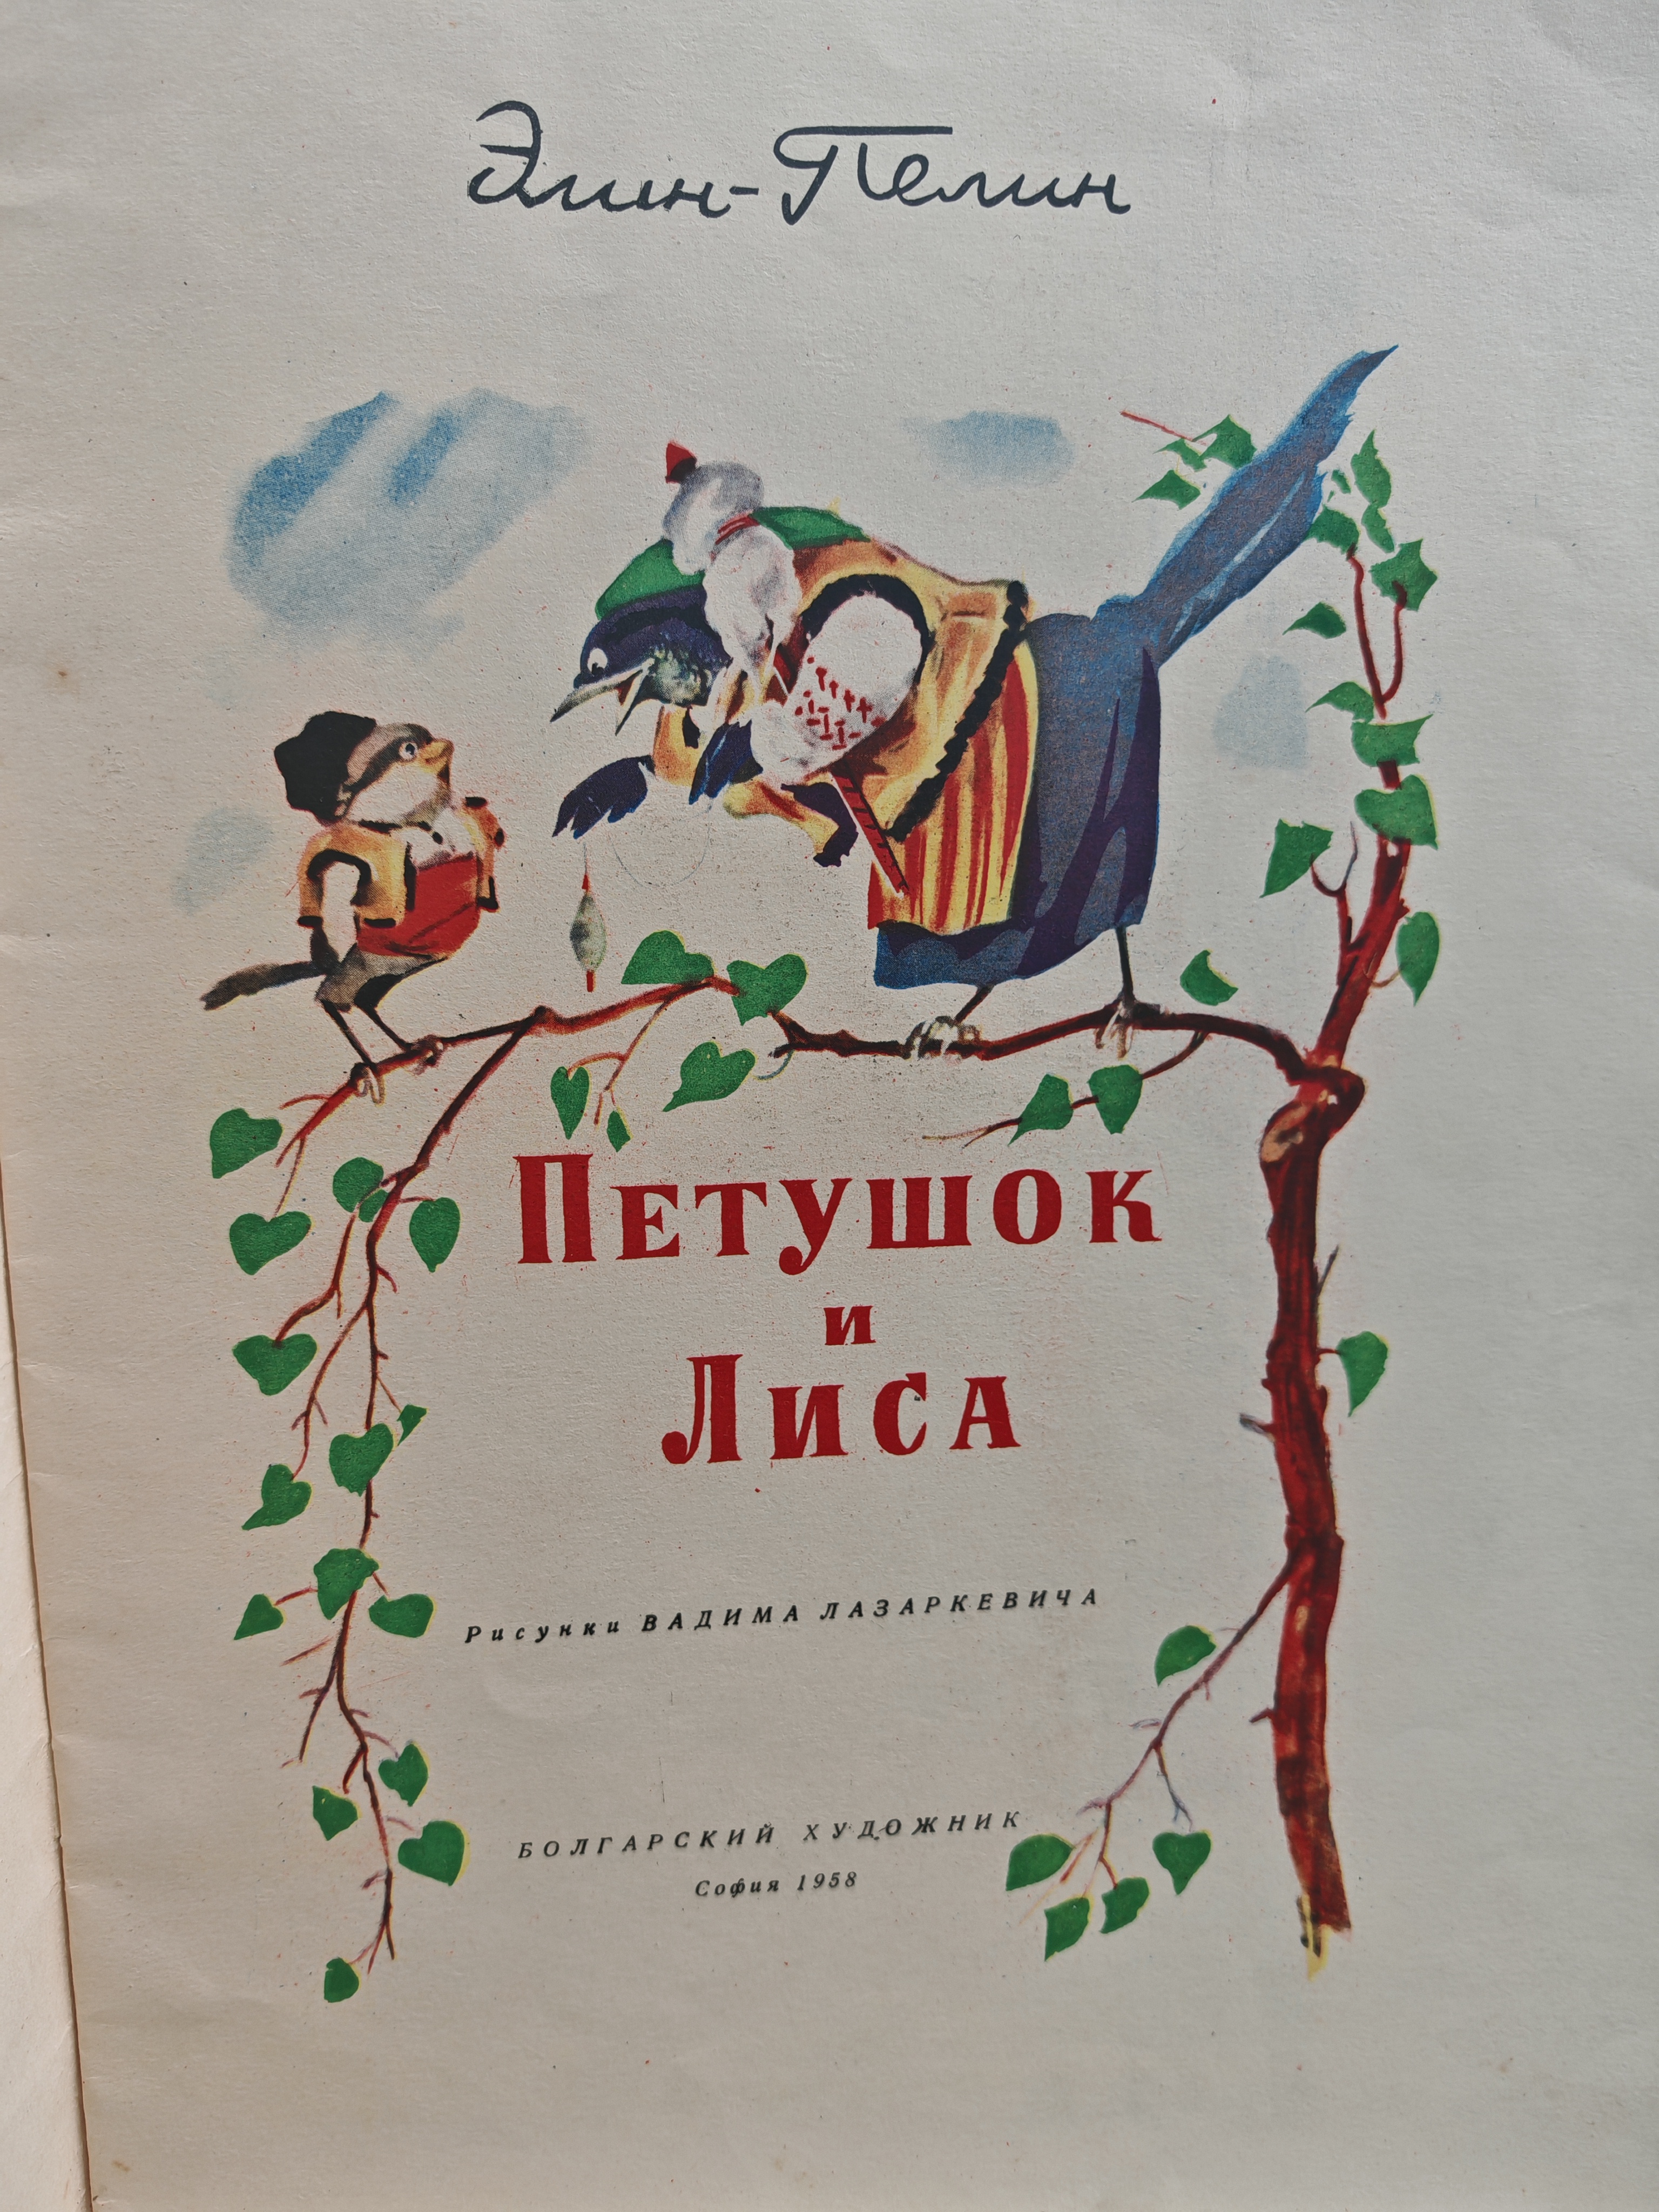 Элин-Пелин
Петушок
и
Лиса
Рисунки ВАДИМА ЛАЗАРКЕВИЧА
БОЛГАРСКИЙ ХУДОЖНИК
София 1958